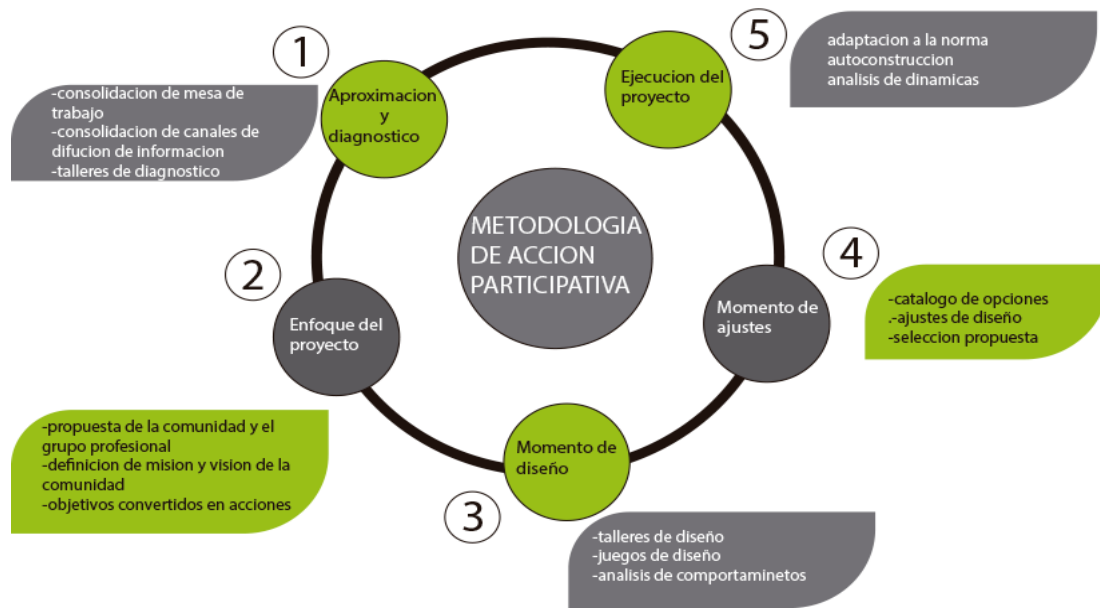 METODOLOGIA
DE ACCION
PARTICIPATIVA
1
Aproximacion
y
diagnostico
-consolidacion de mesa de
trabajo
-consolidacion de canales de
difucion de informacion
-talleres de diagnostico
2
Enfoque del
proyecto
-propuesta de la comunidad y el
grupo profesional
-definicion de mision y vision de la
comunidad
-objetivos convertidos en acciones
3
Momento de
diseño
-talleres de diseño
-juegos de diseño
-analisis de comportaminetos
4
Momento de
ajustes
-catalogo de opciones
.-ajustes de diseño
-seleccion propuesta
5
Ejecucion del
proyecto
adaptacion a la norma
autoconstruccion
analisis de dinamicas